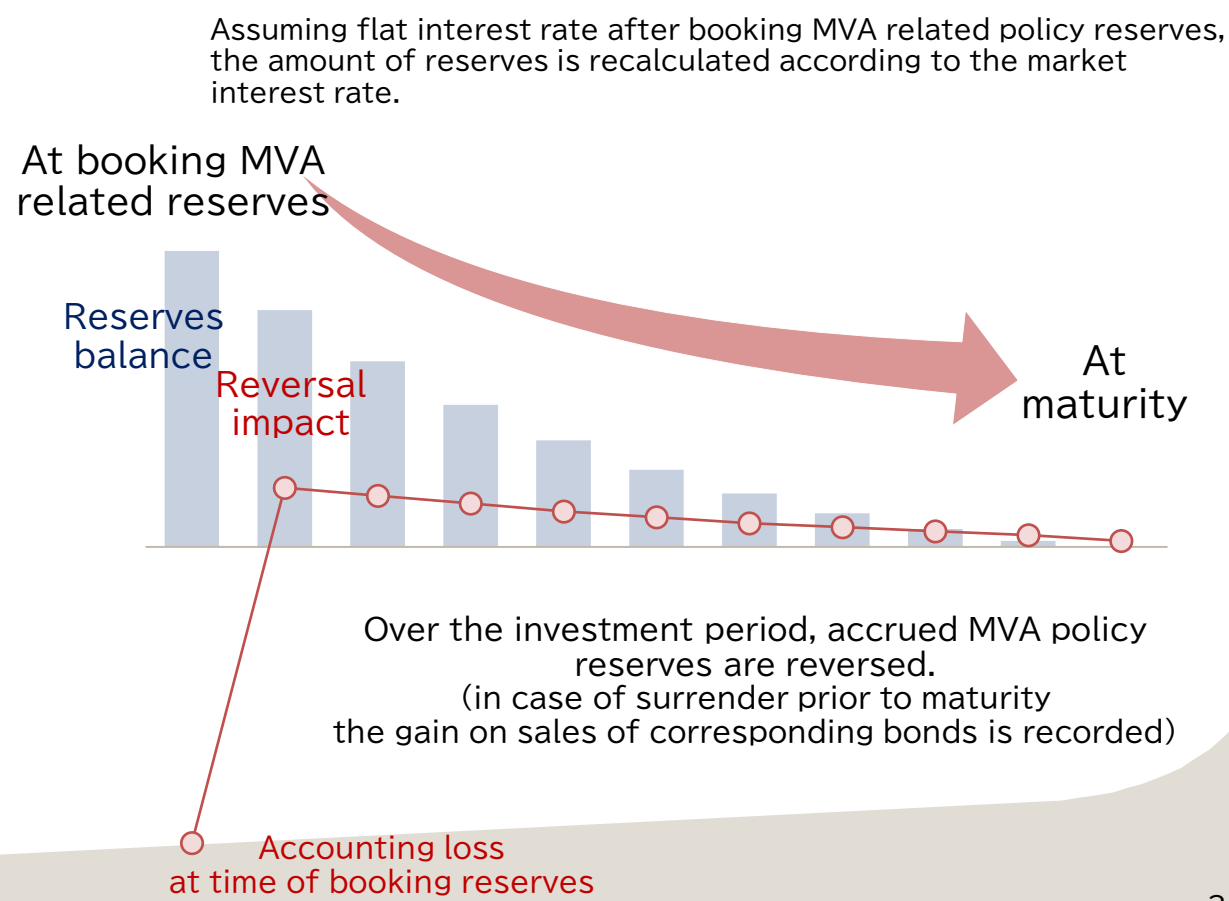 Assuming flat interest rate after booking MVA related policy reserves,
the amount of reserves is recalculated according to the market
interest rate.
At booking MVA
related reserves
Reserves
balance
Reversal
impact
At
maturity
Over the investment period, accrued MVA policy
reserves are reversed.
(in case of surrender prior to maturity
the gain on sales of corresponding bonds is recorded)
Accounting loss
at time of booking reserves